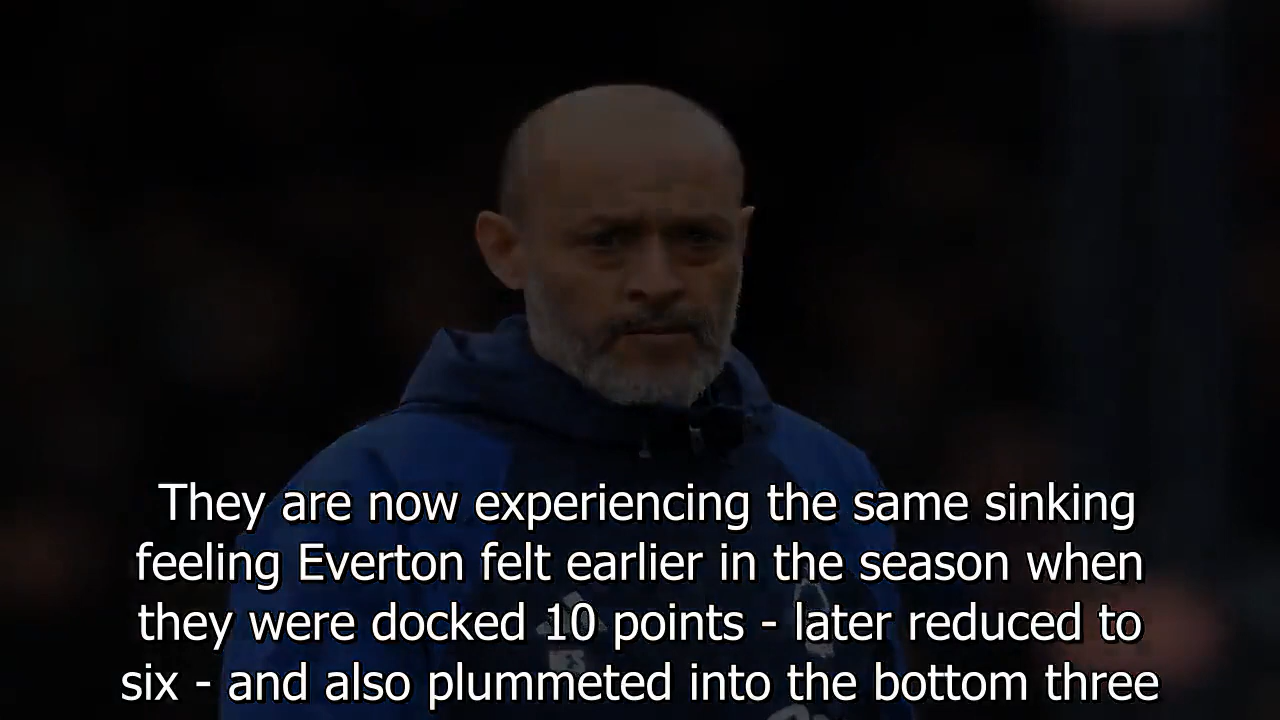 They are now experiencing the same sinking
feeling Everton felt earlier in the season when
they were docked 10 points - later reduced to
six - and also plummeted into the bottom three